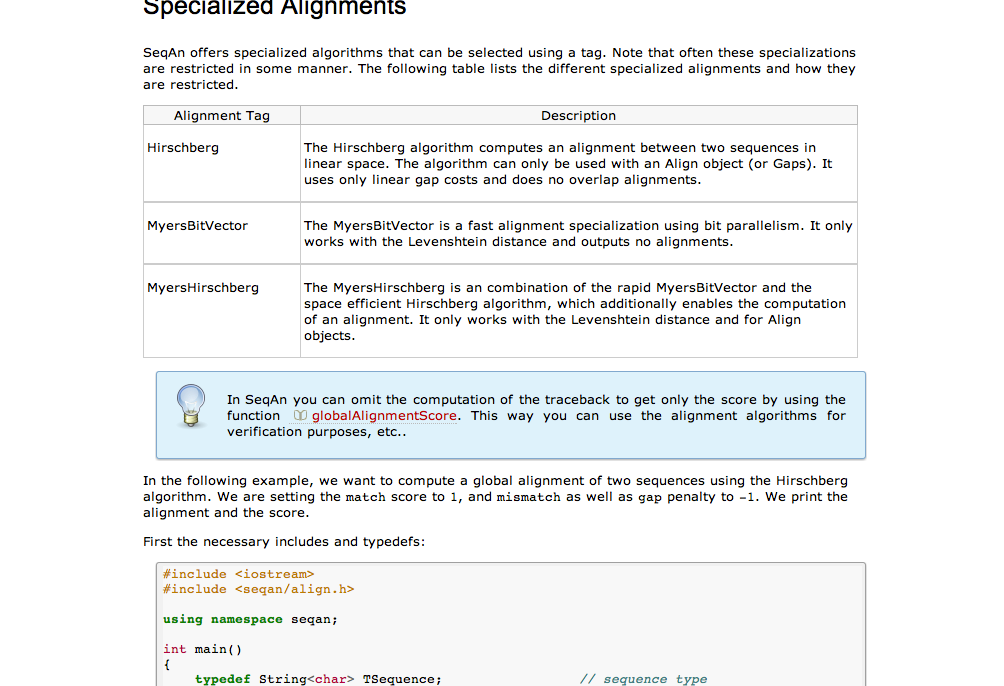 Specialized Alignments
SeqAn offers specialized algorithms that can be selected using a tag. Note that often these specializations
are restricted in some manner. The following table lists the different specialized alignments and how they
are restricted.
Alignment Tag Description
Hirschberg
The Hirschberg algorithm computes an alignment between two sequences in
linear space. The algorithm can only be used with an Align object (or Gaps). It
uses only linear gap costs and does no overlap alignments.
MyersBitVector
The MyersBitVector is a fast alignment specialization using bit parallelism. It only
works with the Levenshtein distance and outputs no alignments.
MyersHirschberg
The MyersHirschberg is an combination of the rapid MyersBitVector and the
space efficient Hirschberg algorithm, which additionally enables the computation
of an alignment. It only works with the Levenshtein distance and for Align
objects.
In SeqAn you can omit the computation of the traceback to get only the score by using the
function globalAlignmentScore. This way you can use the alignment algorithms for
verification purposes, etc..
In the following example, we want to compute a global alignment of two sequences using the Hirschberg
algorithm. We are setting the match score to 1, and mismatch as well as gap penalty to -1. We print the
alignment and the score.
First the necessary includes and typedefs:
#include <iostream>
#include <seqan/align.h>
using namespace seqan;
int main()
{
typedef String<char> TSequence; // sequence type